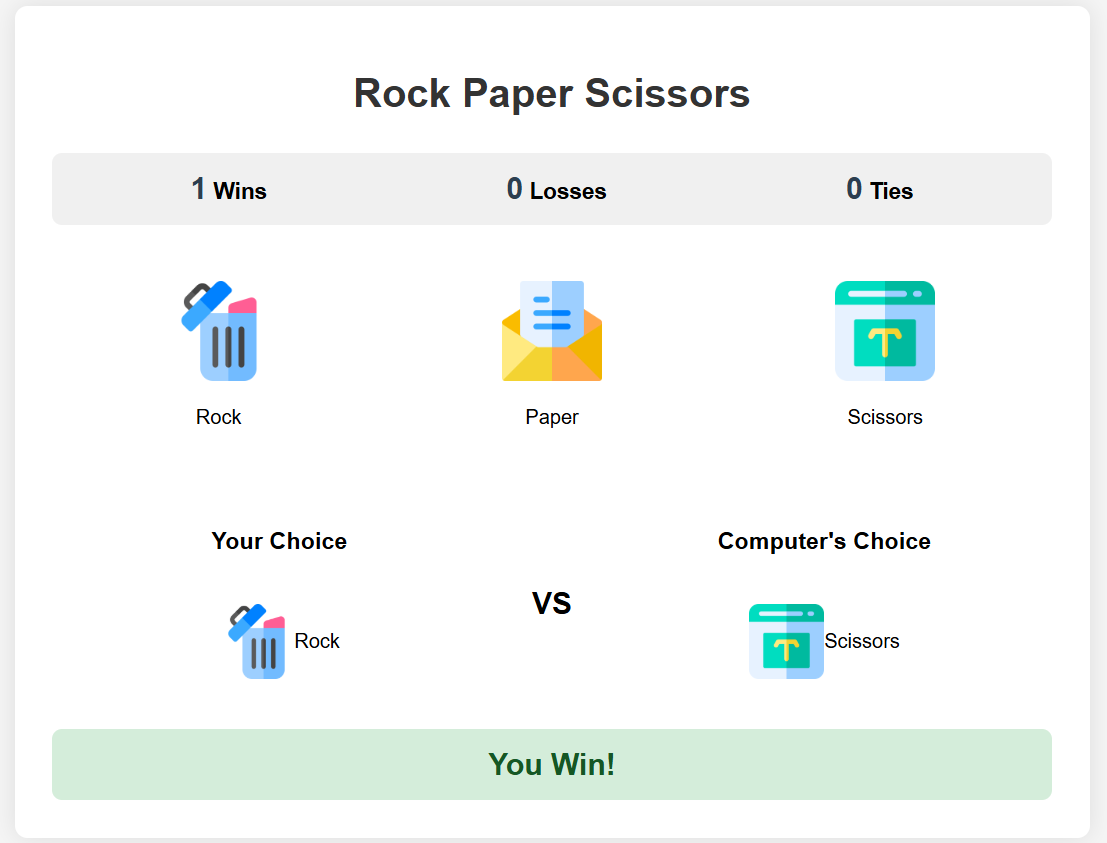 Rock Paper Scissors
1 Wins 0 Losses 0 Ties
T
Rock Paper Scissors
Your Choice Computer's Choice
VS
Rock T Scissors
You Win!